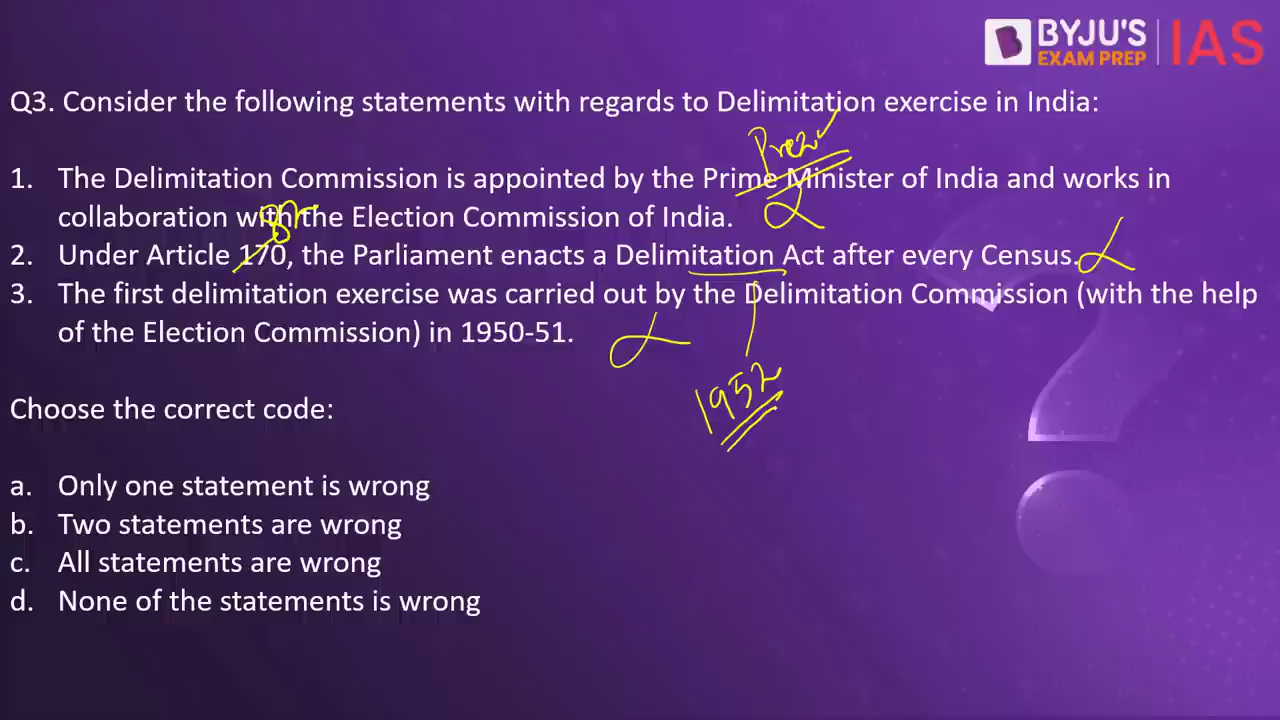 BYJU'S
EXAM PREP
IAS
Q3. Consider the following statements with regards to Delimitation exercise in India:
Pres
1. The Delimitation Commission is appointed by the Prime Minister of India and works in
collaboration with the Election Commission of India.
82
2. Under Article 170, the Parliament enacts a Delimitation Act after every Census.
3. The first delimitation exercise was carried out by the Delimitation Commission (with the help
of the Election Commission) in 1950-51.
1952
Choose the correct code:
a. Only one statement is wrong
b. Two statements are wrong
c. All statements are wrong
d. None of the statements is wrong